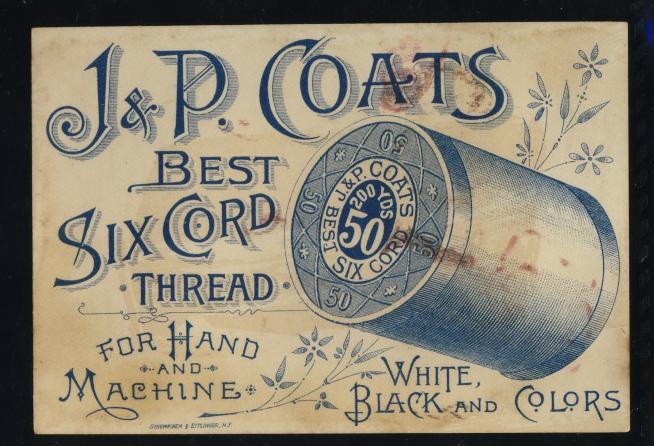 J & P. COATS
BEST
SIX CORD
THREAD
FOR HAND
AND
MACHINE
50
50
50
50
J. & P. COATS
200 YDS
50
BEST SIX CORD
WHITE,
BLACK AND COLORS